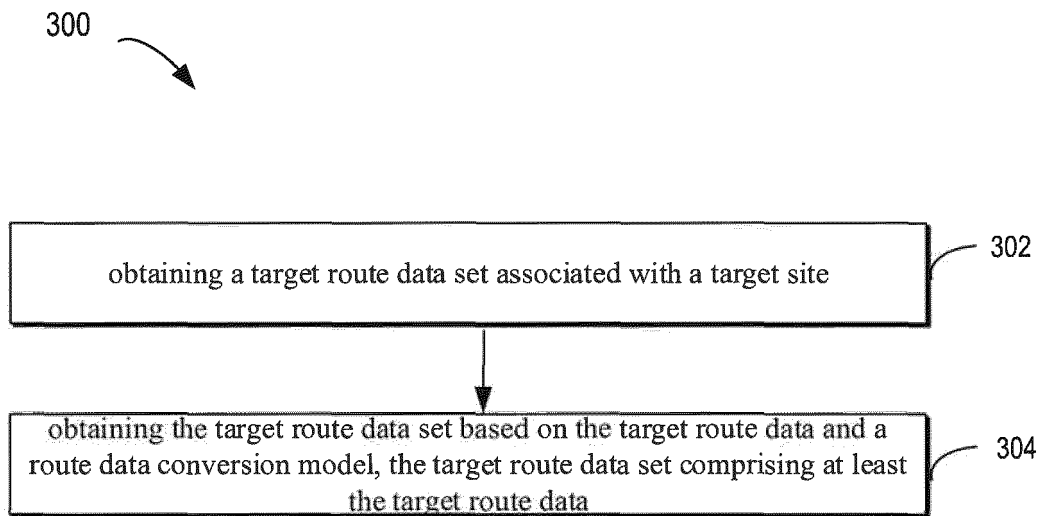 300
obtaining a target route data set associated with a target site
302
obtaining the target route data set based on the target route data and a
route data conversion model, the target route data set comprising at least
the target route data
304